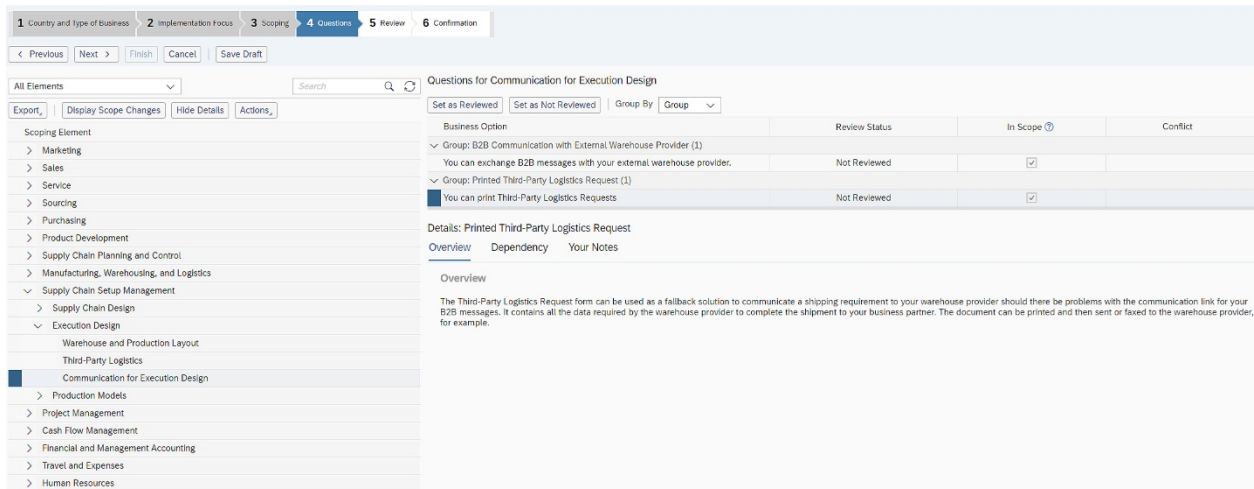 1 Country and Type of Business 2 Implementation Focus 3 Scoping 4 Questions 5 Review 6 Confirmation
< Previous Next > Finish Cancel Save Draft
All Elements Search
Export Display Scope Changes Hide Details Actions
Scoping Element
Marketing
Sales
Service
Sourcing
Purchasing
Product Development
Supply Chain Planning and Control
Manufacturing, Warehousing, and Logistics
Supply Chain Setup Management
Supply Chain Design
Execution Design
Warehouse and Production Layout
Third-Party Logistics
Communication for Execution Design
Production Models
Project Management
Cash Flow Management
Financial and Management Accounting
Travel and Expenses
Human Resources
Questions for Communication for Execution Design
Set as Reviewed Set as Not Reviewed Group By Group
Business Option Review Status In Scope Conflict
Group: B2B Communication with External Warehouse Provider (1)
You can exchange B2B messages with your external warehouse provider. Not Reviewed
Group: Printed Third-Party Logistics Request (1)
You can print Third-Party Logistics Requests Not Reviewed
Details: Printed Third-Party Logistics Request
Overview Dependency Your Notes
Overview
The Third-Party Logistics Request form can be used as a fallback solution to communicate a shipping requirement to your warehouse provider should there be problems with the communication link for your
B2B messages. It contains all the data required by the warehouse provider to complete the shipment to your business partner. The document can be printed and then sent or faxed to the warehouse provider,
for example.